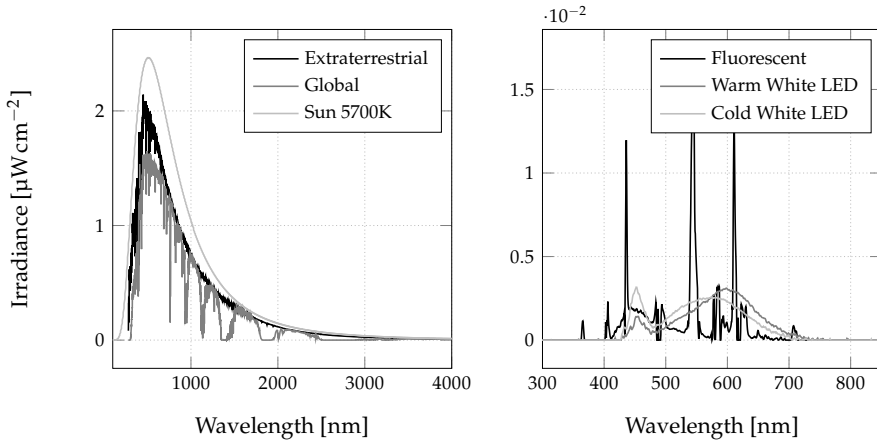 ·10⁻²
Extraterrestrial
Global
Sun 5700K
2
1
0
1000 2000 3000 4000
Wavelength [nm]
Irradiance [µW cm⁻²]
Fluorescent
Warm White LED
Cold White LED
1.5
1
0.5
0
300 400 500 600 700 800
Wavelength [nm]